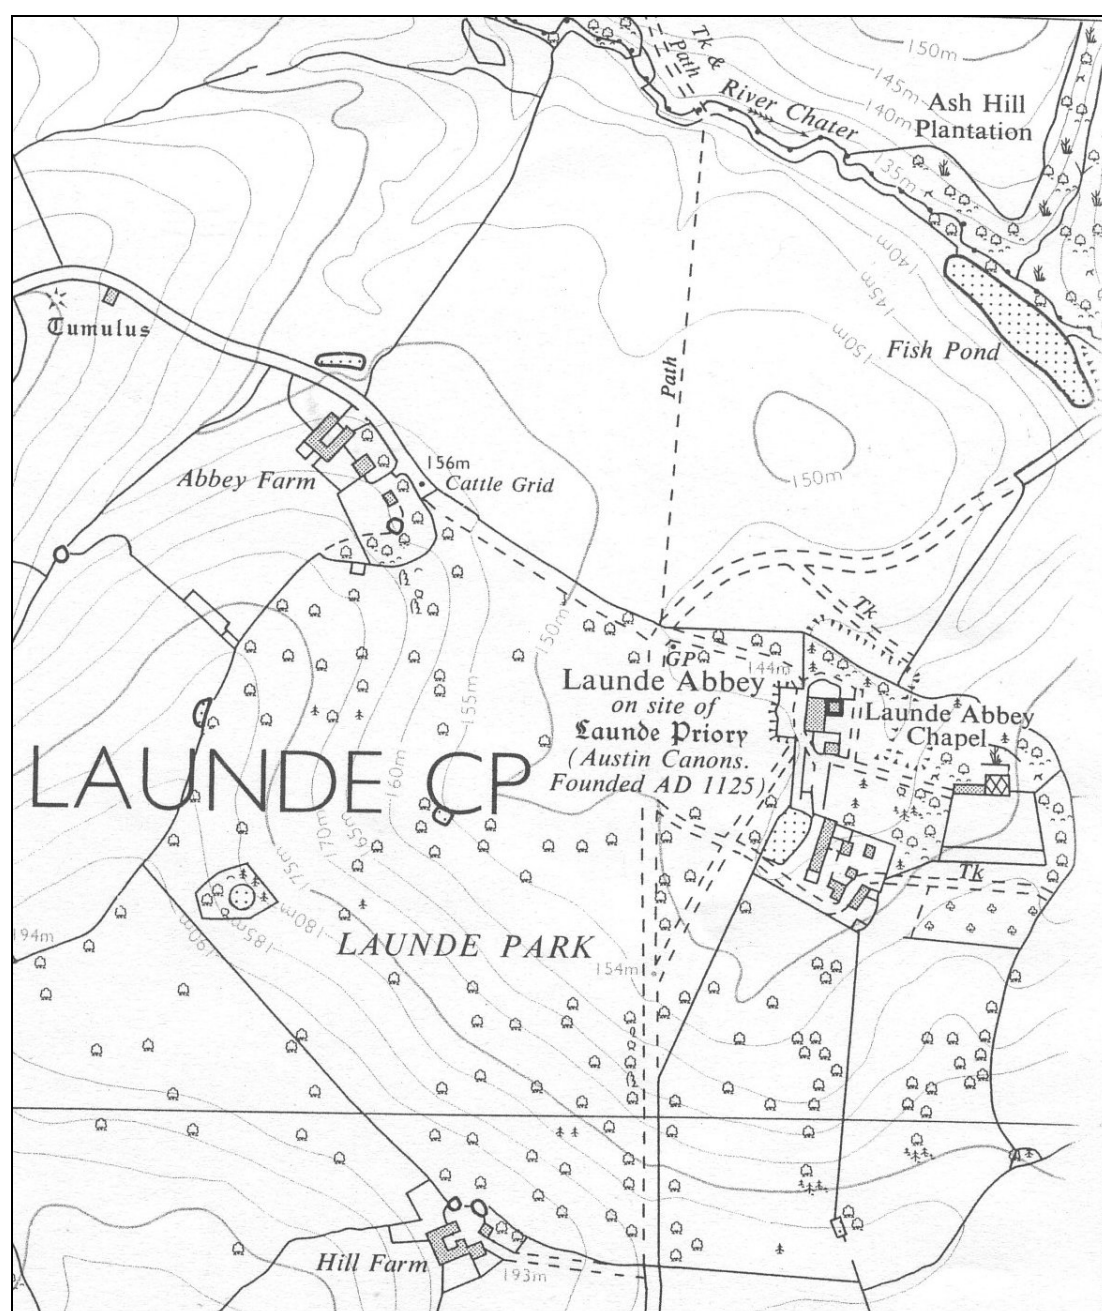 150m
Tk &
Path
145m
River Chater
140m
Ash Hill
Plantation
135m
140m
145m
150m
Tumulus
Fish Pond
Path
156m
Abbey Farm
Cattle Grid
150m
Tk
150m
GP
144m
Launde Abbey
on site of
Launde Priory
(Austin Canons.
Founded AD 1125)
Launde Abbey
Chapel
155m
LAUNDE CP
160m
165m
170m
175m
180m
185m
190m
Tk
194m
LAUNDE PARK
154m
Hill Farm
193m